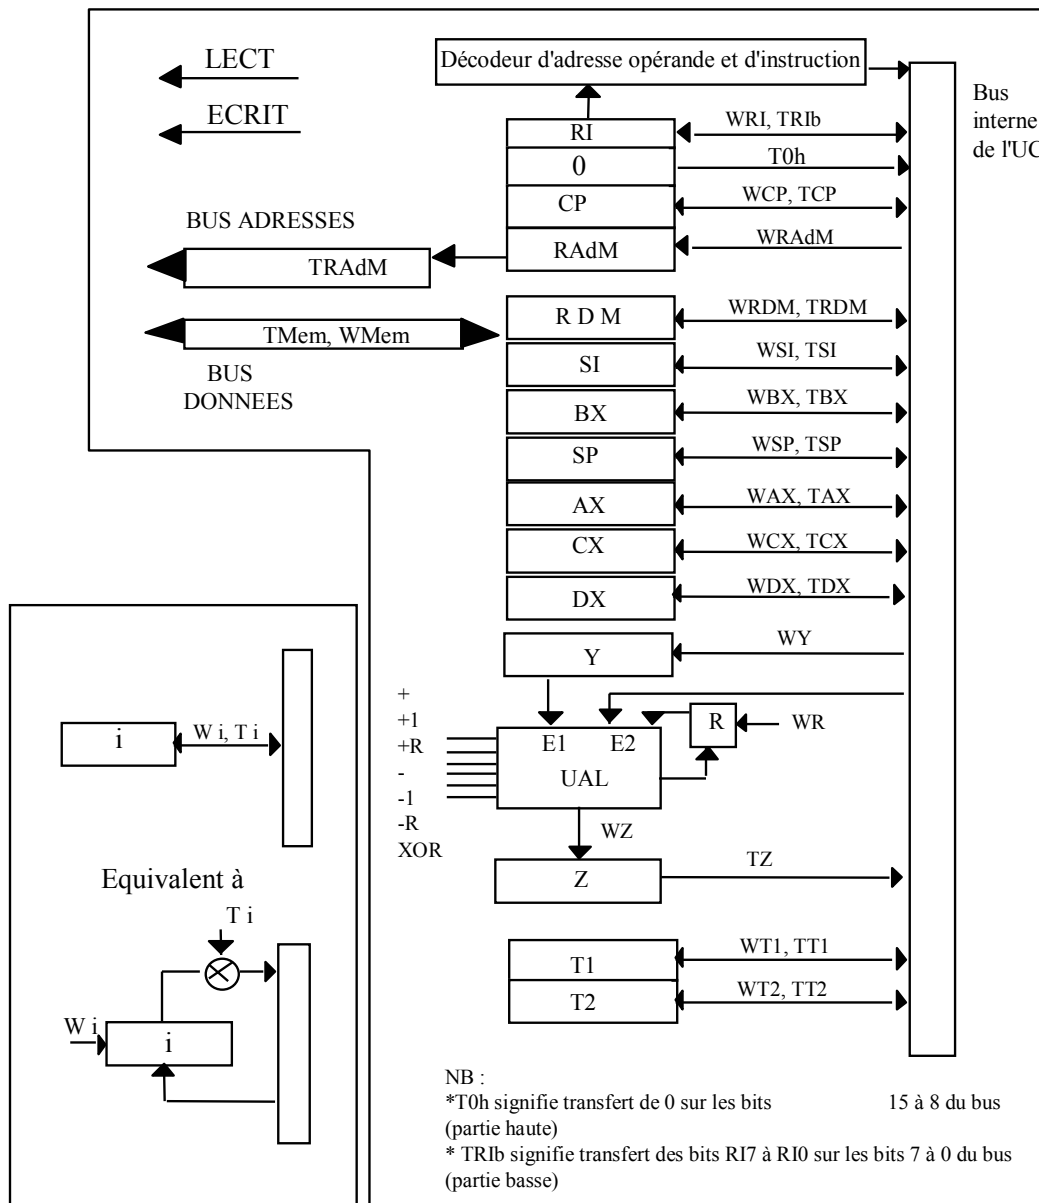 LECT
ECRIT
Décodeur d'adresse opérande et d'instruction
Bus
interne
de l'UC
RI
WRI, TRIb
0
T0h
CP
WCP, TCP
RAdM
WRAdM
BUS ADRESSES
TRAdM
R D M
WRDM, TRDM
TMem, WMem
BUS
DONNEES
SI
WSI, TSI
BX
WBX, TBX
SP
WSP, TSP
AX
WAX, TAX
CX
WCX, TCX
DX
WDX, TDX
Y
WY
+
+1
+R
-
-1
-R
XOR
E1 E2
UAL
R
WR
WZ
Z
TZ
T1
WT1, TT1
T2
WT2, TT2
i
W i, T i
Equivalent à
T i
W i
i
NB :
*T0h signifie transfert de 0 sur les bits 15 à 8 du bus
(partie haute)
* TRIb signifie transfert des bits RI7 à RI0 sur les bits 7 à 0 du bus
(partie basse)